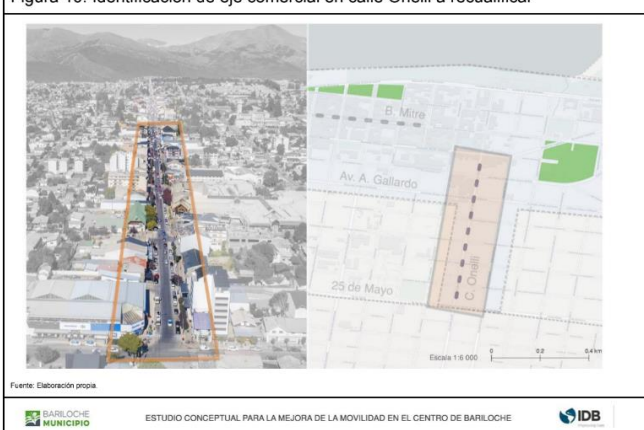 Figura 19. Identificación de eje comercial en calle Onelli a recualificar
B. Mitre
Av. A. Gallardo
C. Onelli
25 de Mayo
Escala 1:6 000
0
0.2
0.4 km
Fuente: Elaboración propia.
BARILOCHE
MUNICIPIO
ESTUDIO CONCEPTUAL PARA LA MEJORA DE LA MOVILIDAD EN EL CENTRO DE BARILOCHE
IDB